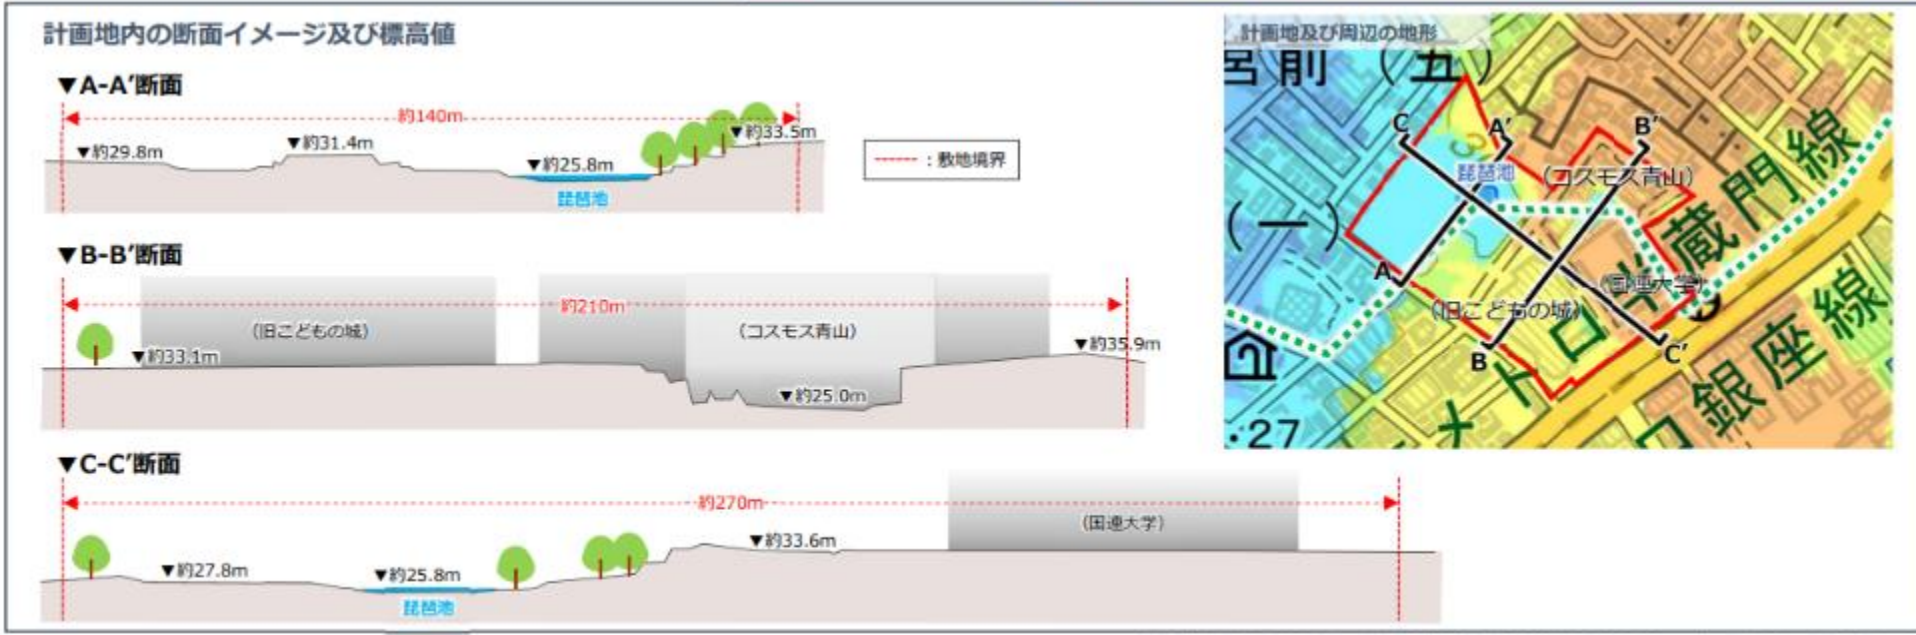 計画地内の断面イメージ及び標高値
▼A-A′断面
約140m
▼約29.8m
▼約31.4m
▼約25.8m
▼約33.5m
琵琶池
：敷地境界
▼B-B′断面
約210m
（旧こどもの城）
（コスモス青山）
▼約33.1m
▼約25.0m
▼約35.9m
▼C-C′断面
約270m
（国連大学）
▼約27.8m
▼約25.8m
▼約33.6m
琵琶池
計画地及び周辺の地形
宮前（五）
C
A′
B′
琵琶池
（コスモス青山）
（一）
A
（国連大学）
（旧こどもの城）
B
C′
メトロ半蔵門線
ロ銀座線
・27